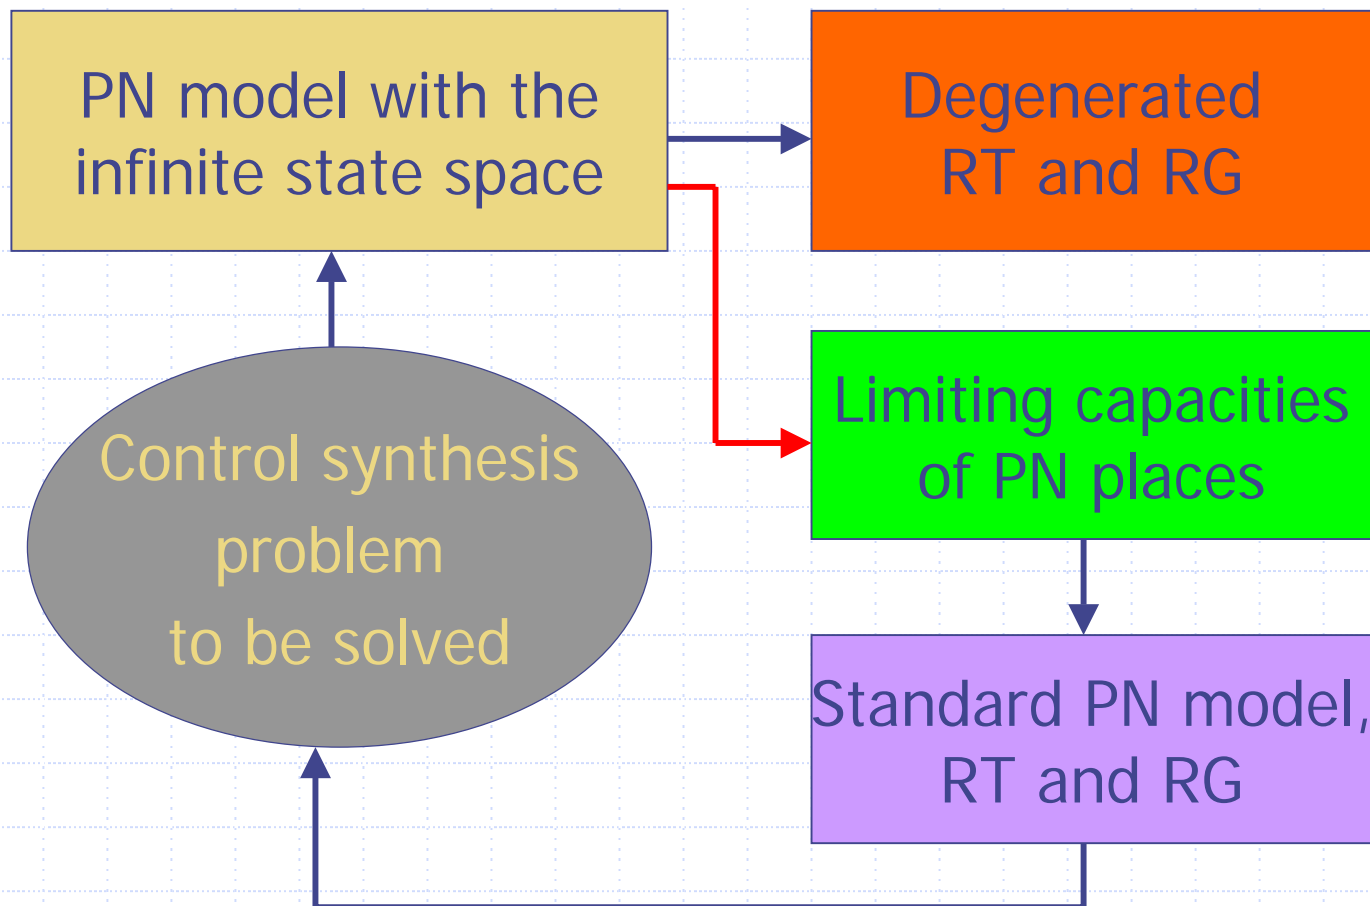 PN model with the
infinite state space
Degenerated
RT and RG
Limiting capacities
of PN places
Control synthesis
problem
to be solved
Standard PN model,
RT and RG